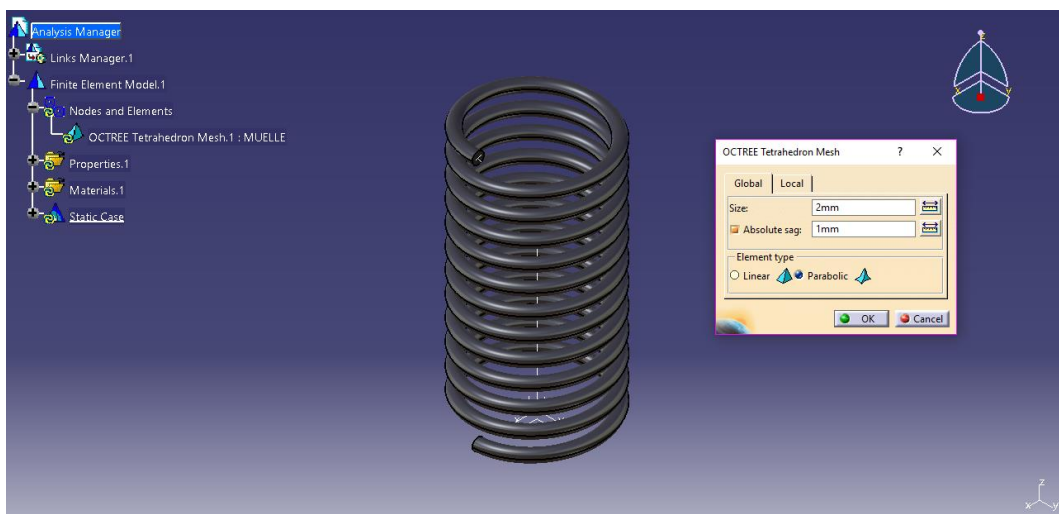 Analysis Manager
Links Manager.1
Finite Element Model.1
Nodes and Elements
OCTREE Tetrahedron Mesh.1 : MUELLE
Properties.1
Materials.1
Static Case
OCTREE Tetrahedron Mesh ? X
Global Local
Size: 2mm
Absolute sag: 1mm
Element type
Linear Parabolic
OK Cancel
z
x y
z
x y